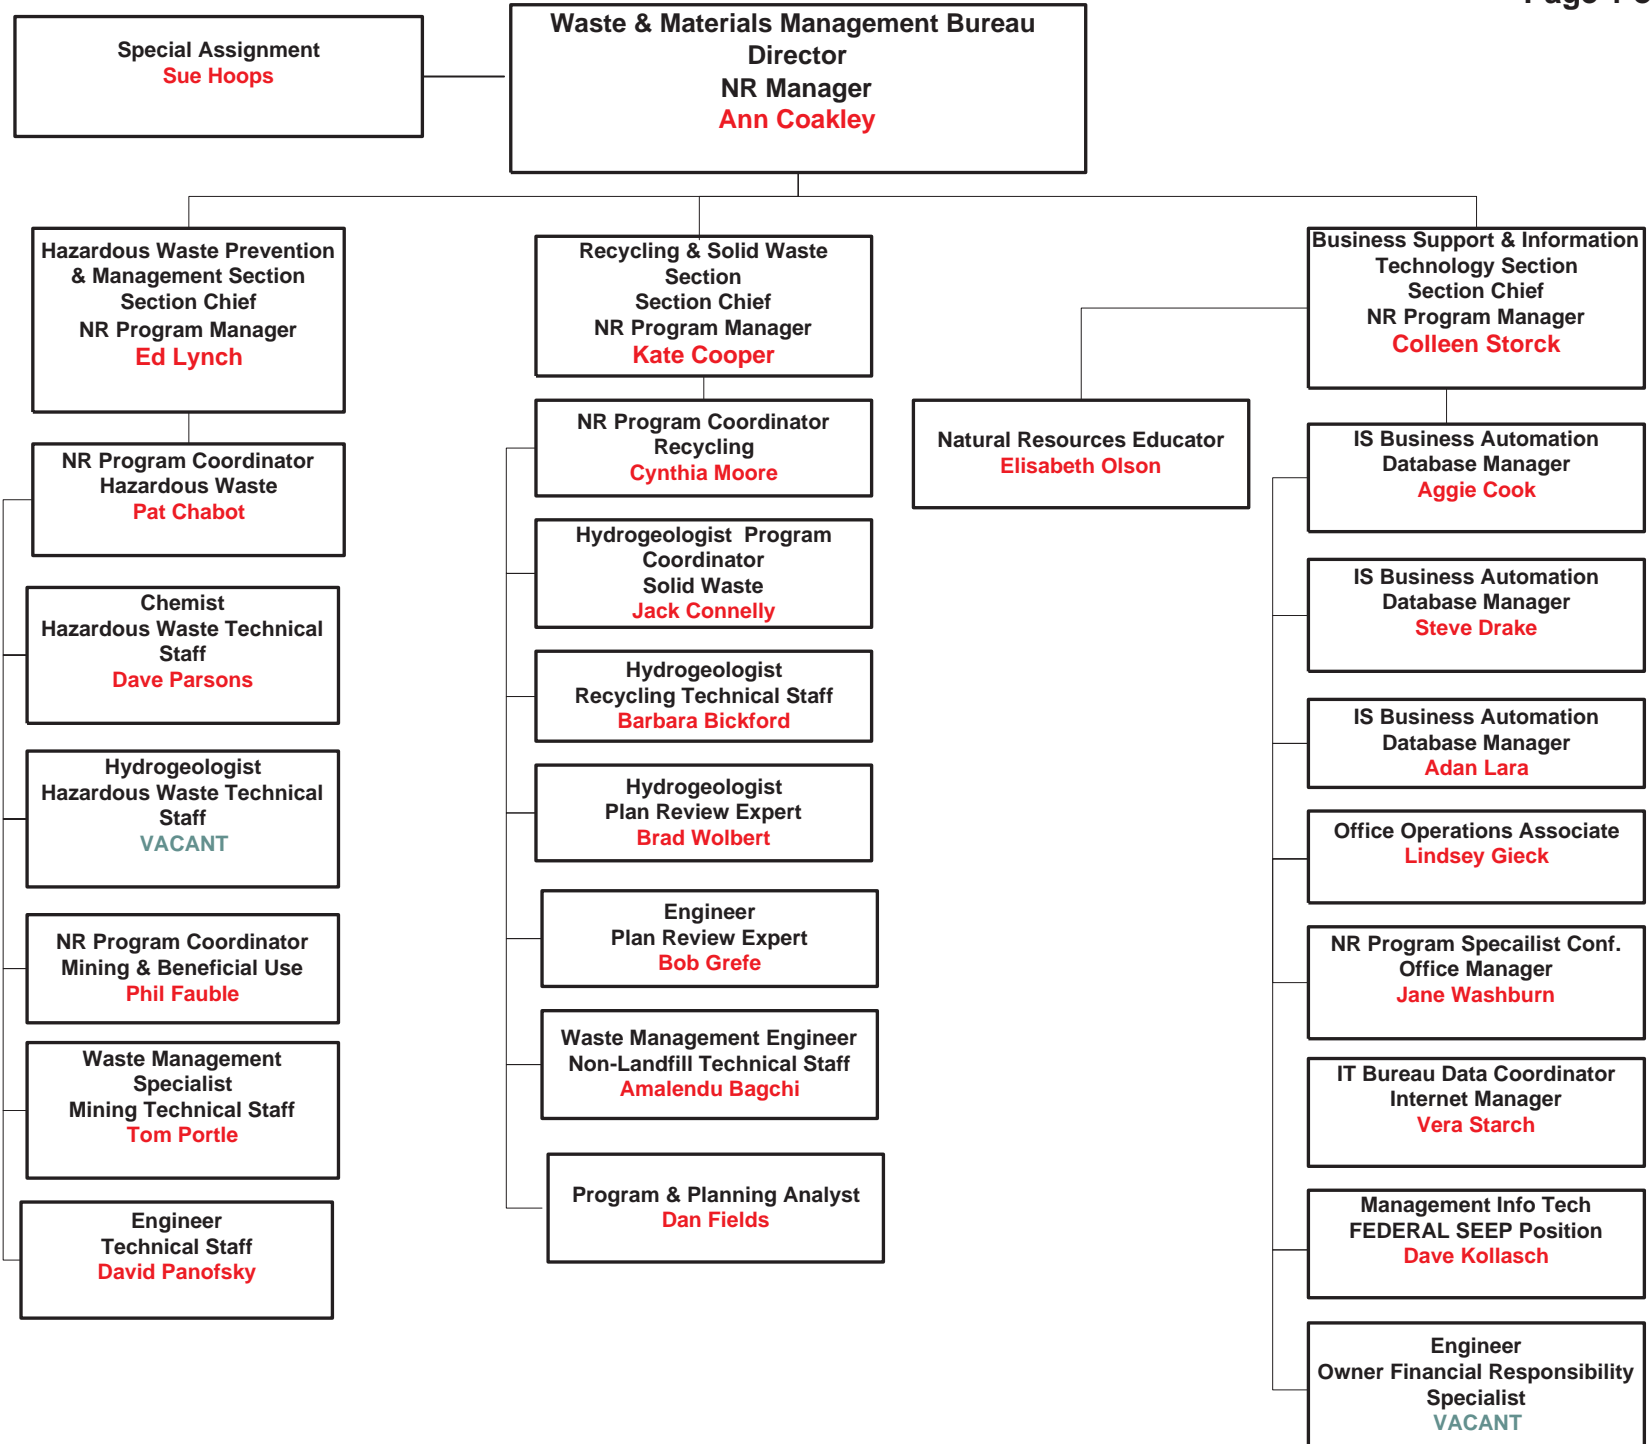 Special Assignment
Sue Hoops
Waste & Materials Management Bureau
Director
NR Manager
Ann Coakley
Hazardous Waste Prevention
& Management Section
Section Chief
NR Program Manager
Ed Lynch
NR Program Coordinator
Hazardous Waste
Pat Chabot
Chemist
Hazardous Waste Technical
Staff
Dave Parsons
Hydrogeologist
Hazardous Waste Technical
Staff
VACANT
NR Program Coordinator
Mining & Beneficial Use
Phil Fauble
Waste Management
Specialist
Mining Technical Staff
Tom Portle
Engineer
Technical Staff
David Panofsky
Recycling & Solid Waste
Section
Section Chief
NR Program Manager
Kate Cooper
NR Program Coordinator
Recycling
Cynthia Moore
Hydrogeologist Program
Coordinator
Solid Waste
Jack Connelly
Hydrogeologist
Recycling Technical Staff
Barbara Bickford
Hydrogeologist
Plan Review Expert
Brad Wolbert
Engineer
Plan Review Expert
Bob Grefe
Waste Management Engineer
Non-Landfill Technical Staff
Amalendu Bagchi
Program & Planning Analyst
Dan Fields
Business Support & Information
Technology Section
Section Chief
NR Program Manager
Colleen Storck
Natural Resources Educator
Elisabeth Olson
IS Business Automation
Database Manager
Aggie Cook
IS Business Automation
Database Manager
Steve Drake
IS Business Automation
Database Manager
Adan Lara
Office Operations Associate
Lindsey Gieck
NR Program Specailist Conf.
Office Manager
Jane Washburn
IT Bureau Data Coordinator
Internet Manager
Vera Starch
Management Info Tech
FEDERAL SEEP Position
Dave Kollasch
Engineer
Owner Financial Responsibility
Specialist
VACANT